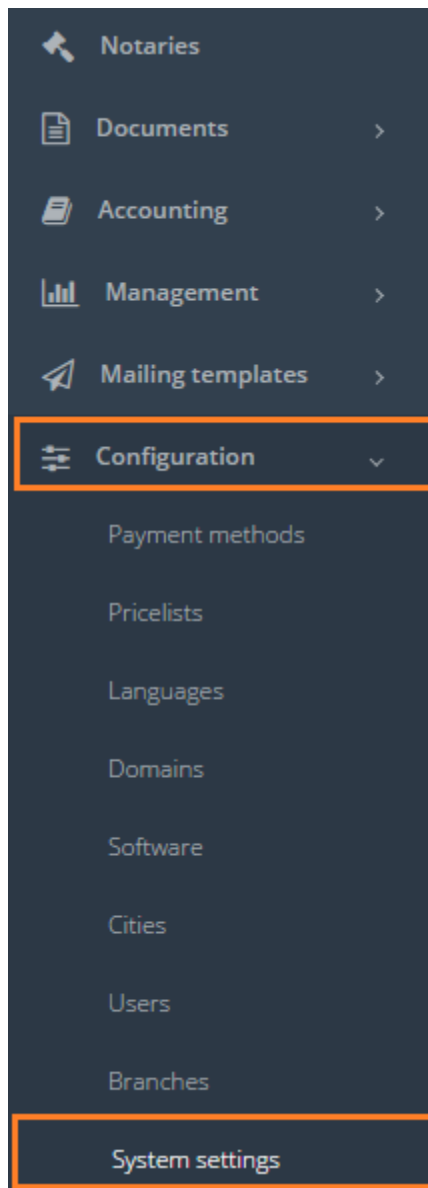 Notaries
Documents
Accounting
Management
Mailing templates
Configuration
Payment methods
Pricelists
Languages
Domains
Software
Cities
Users
Branches
System settings